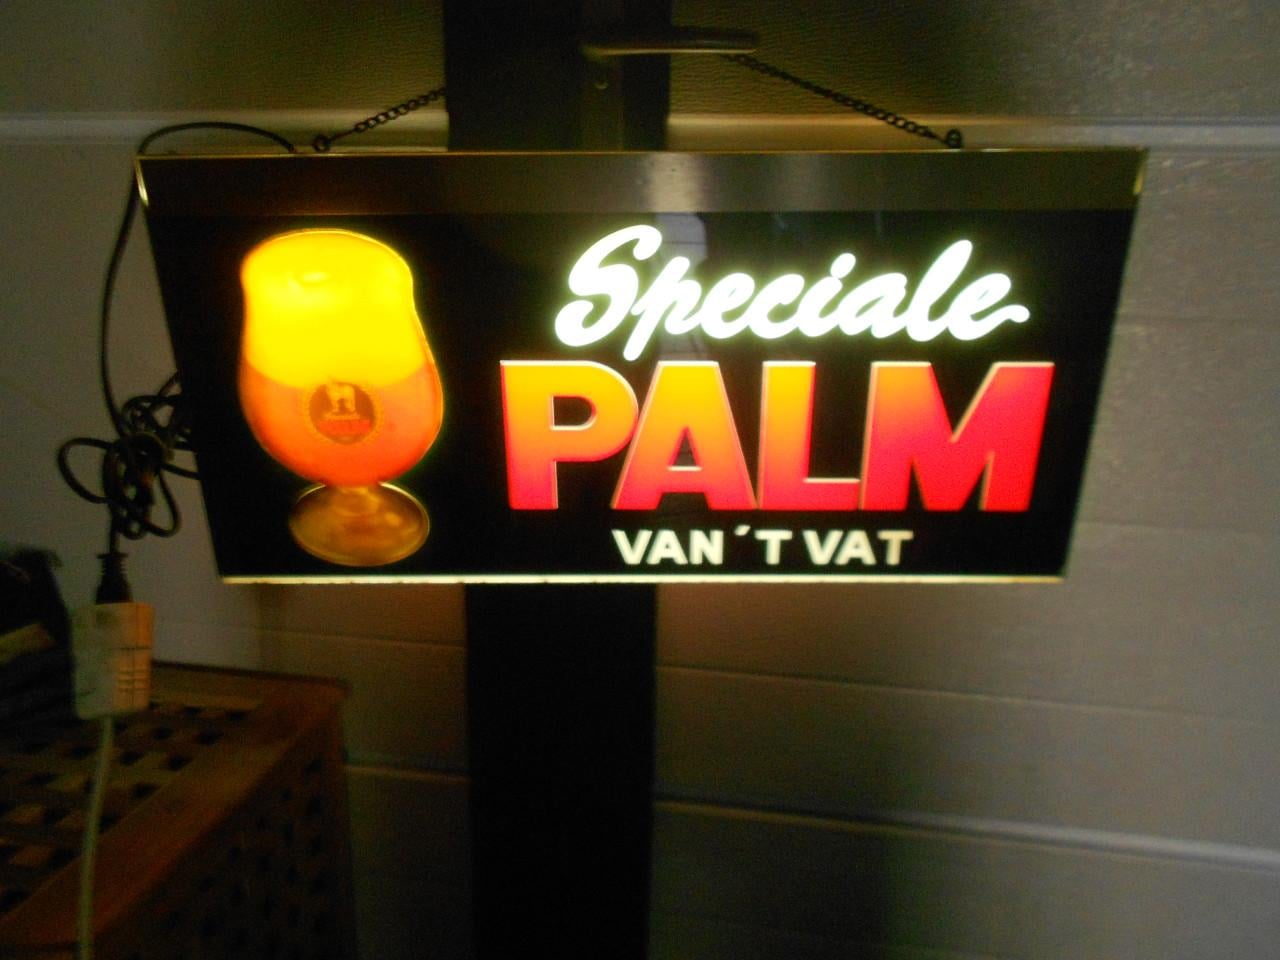 Speciale
PALM
VAN 'T VAT